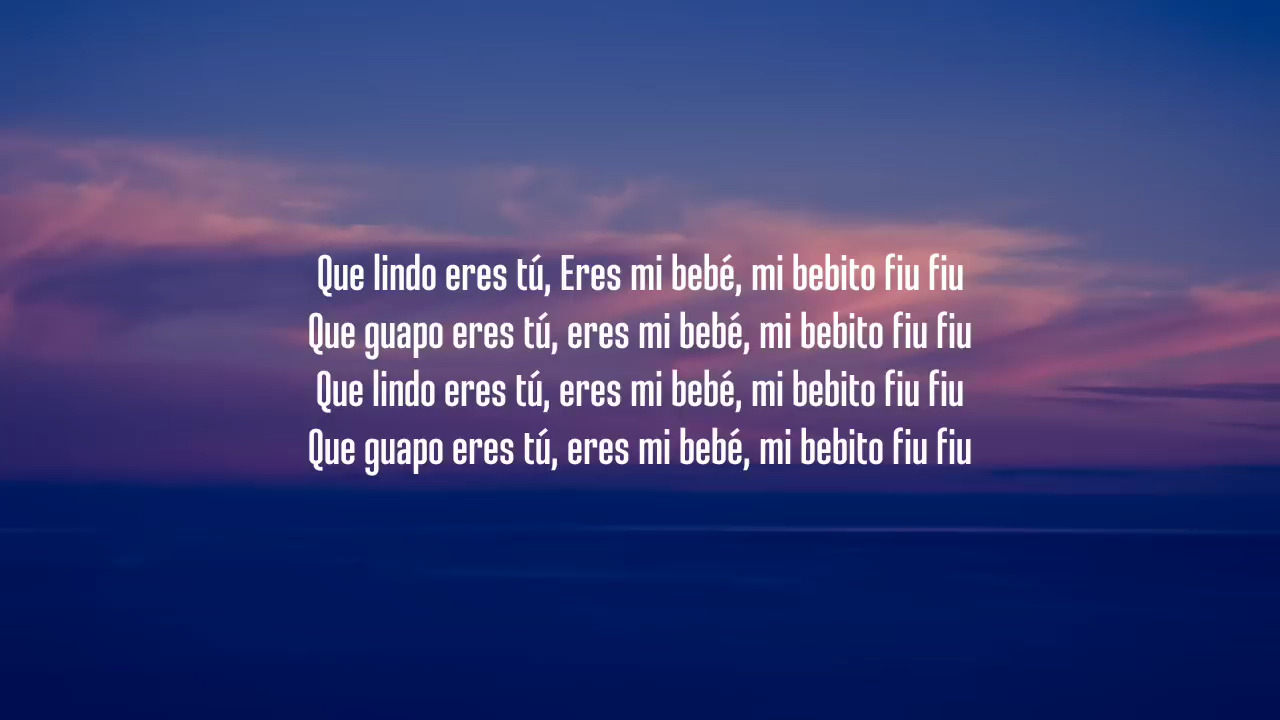 Que lindo eres tú, Eres mi bebé, mi bebito fiu fiu
Que guapo eres tú, eres mi bebé, mi bebito fiu fiu
Que lindo eres tú, eres mi bebé, mi bebito fiu fiu
Que guapo eres tú, eres mi bebé, mi bebito fiu fiu